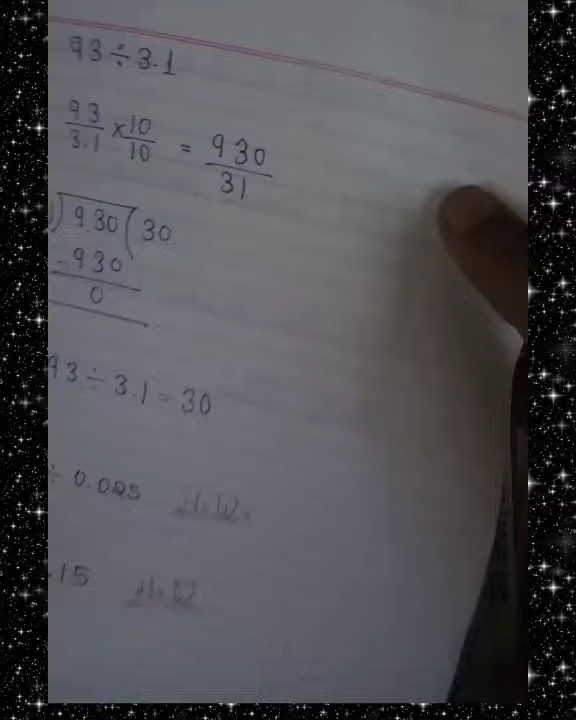 93 ÷ 3.1
93/3.1 × 10/10 = 930/31
) 930 ( 30
- 930
0
93 ÷ 3.1 = 30
÷ 0.025 H.W.
.15 H.W